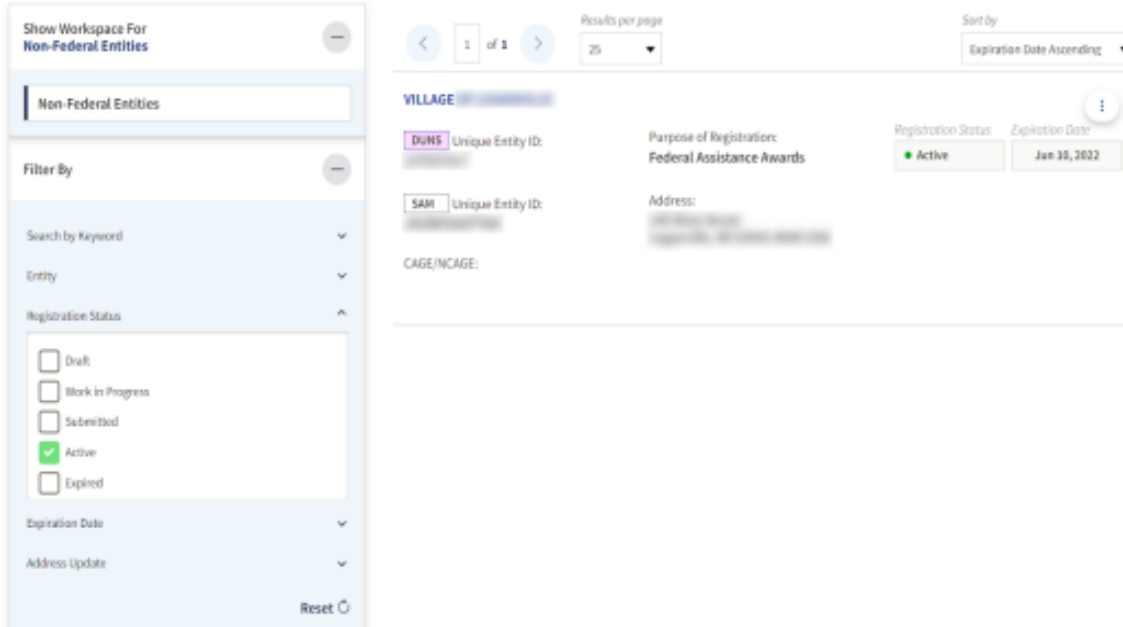 Show Workspace For
Non-Federal Entities
Non-Federal Entities
Filter By
Search by Keyword
Entity
Registration Status
Draft
Work in Progress
Submitted
Active
Expired
Expiration Date
Address Update
Reset
1 of 1
Results per page
25
Sort by
Expiration Date Ascending
VILLAGE
DUNS Unique Entity ID:
SAM Unique Entity ID:
CAGE/NCAGE:
Purpose of Registration:
Federal Assistance Awards
Address:
Registration Status
Active
Expiration Date
Jun 10, 2022